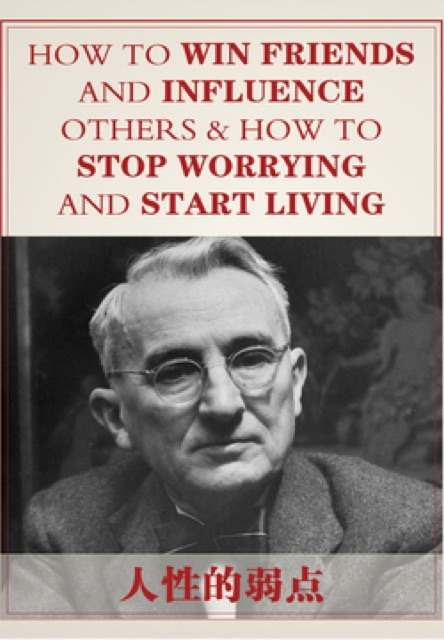 HOW TO WIN FRIENDS
AND INFLUENCE
OTHERS & HOW TO
STOP WORRYING
AND START LIVING
人性的弱点